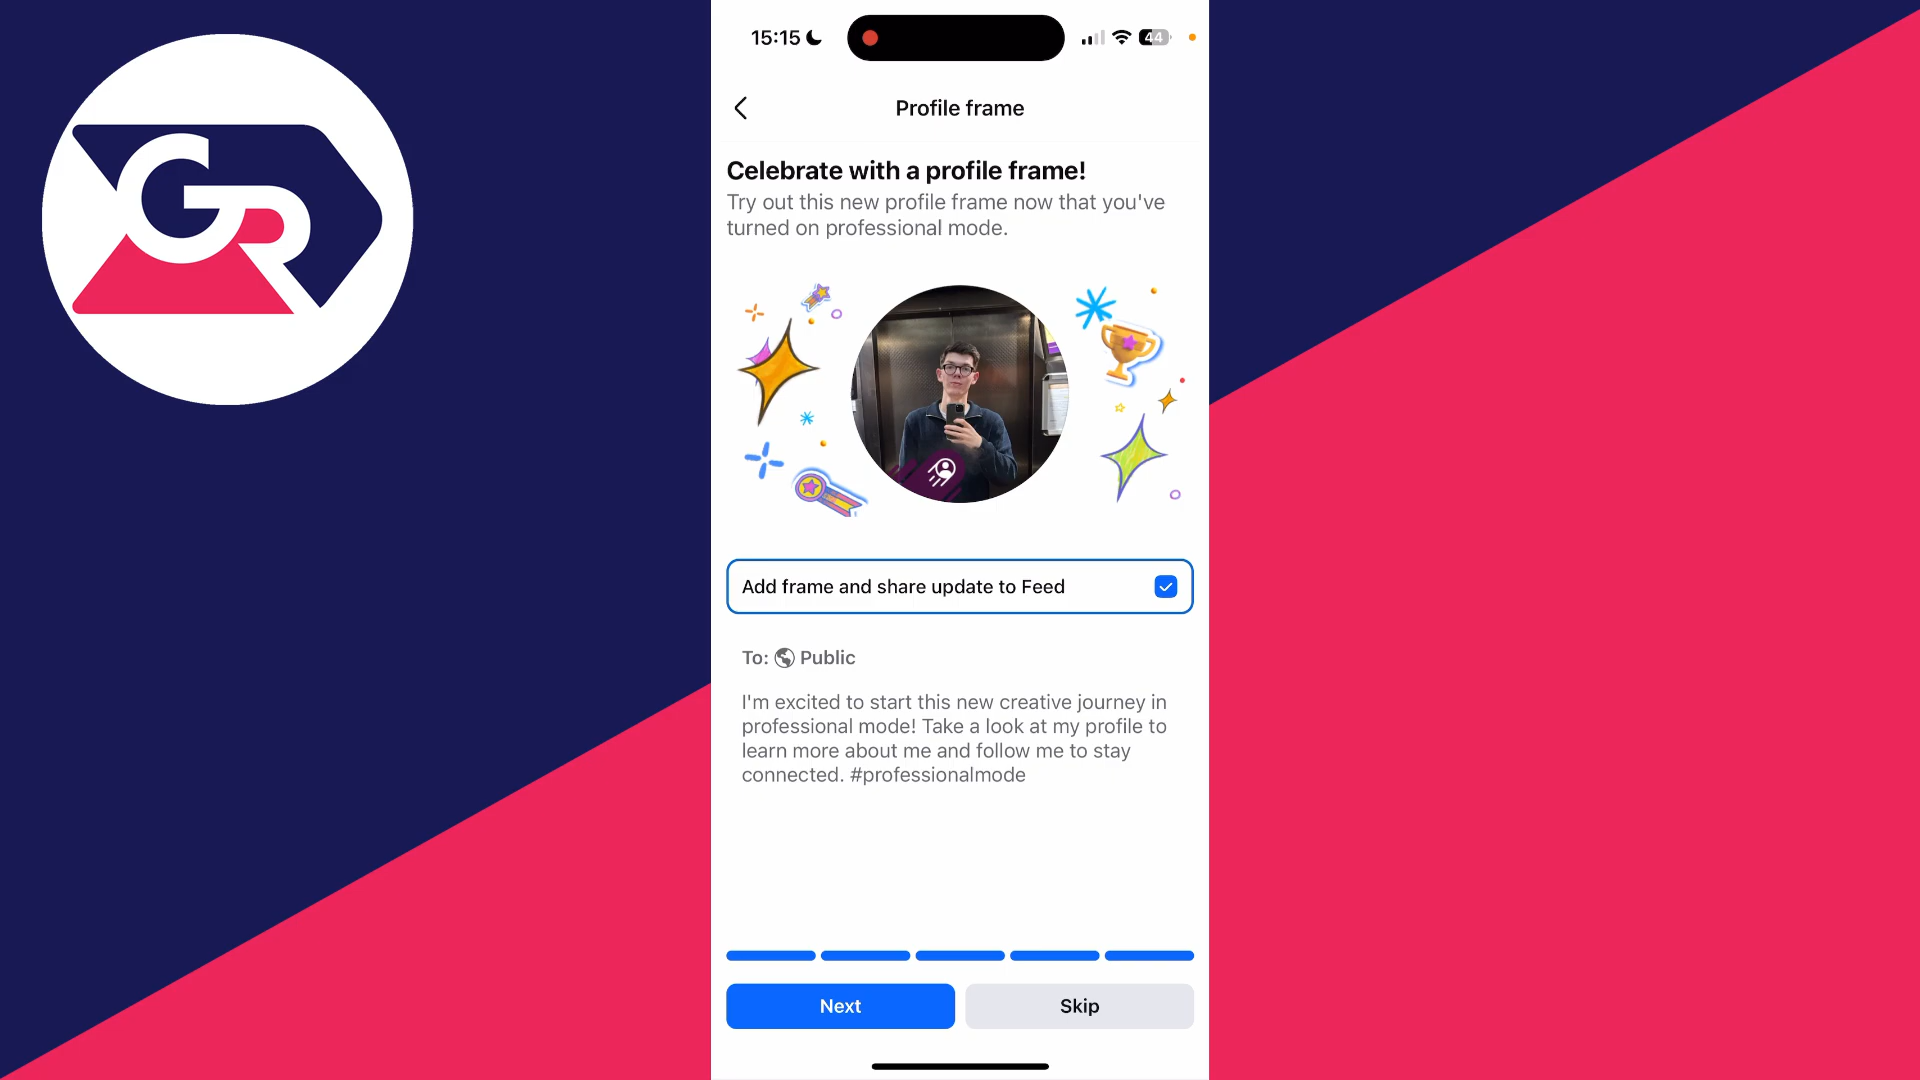 GR
15:15
44
Profile frame
Celebrate with a profile frame!
Try out this new profile frame now that you've
turned on professional mode.
Add frame and share update to Feed
To: Public
I'm excited to start this new creative journey in
professional mode! Take a look at my profile to
learn more about me and follow me to stay
connected. #professionalmode
Next
Skip